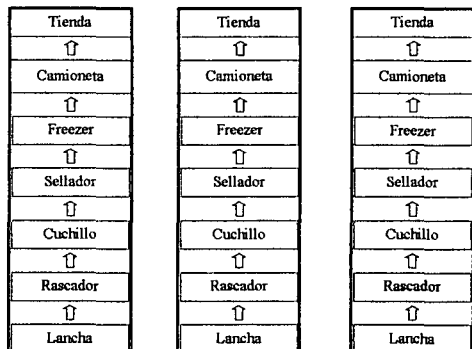 Tienda Tienda Tienda
Camioneta Camioneta Camioneta
Freezer Freezer Freezer
Sellador Sellador Sellador
Cuchillo Cuchillo Cuchillo
Rascador Rascador Rascador
Lancha Lancha Lancha